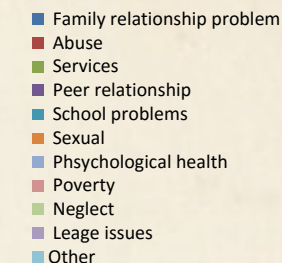 Family relationship problem
Abuse
Services
Peer relationship
School problems
Sexual
Phsychological health
Poverty
Neglect
Leage issues
Other